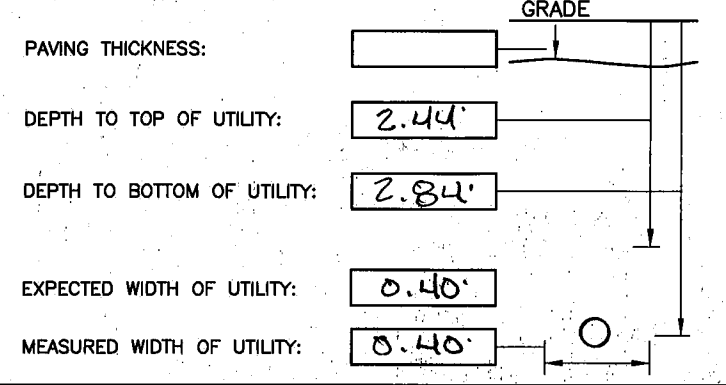 GRADE
PAVING THICKNESS:
DEPTH TO TOP OF UTILITY: 2.44'
DEPTH TO BOTTOM OF UTILITY: 2.84'
EXPECTED WIDTH OF UTILITY: 0.40'
MEASURED WIDTH OF UTILITY: 0.40'